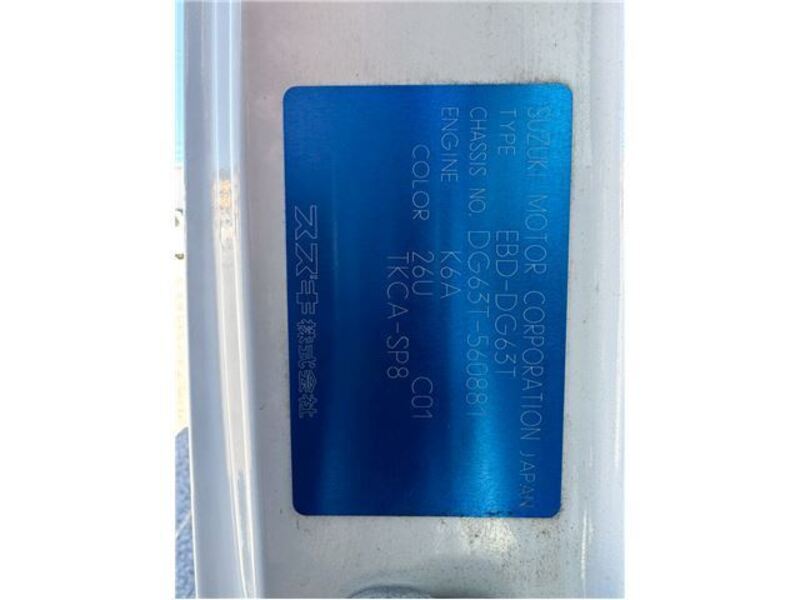 SUZUKI MOTOR CORPORATION JAPAN
TYPE EBD-DG63T
CHASSIS NO. DG63T-560881
ENGINE K6A
COLOR 26U C01
TKCA-SP8
スズキ株式会社